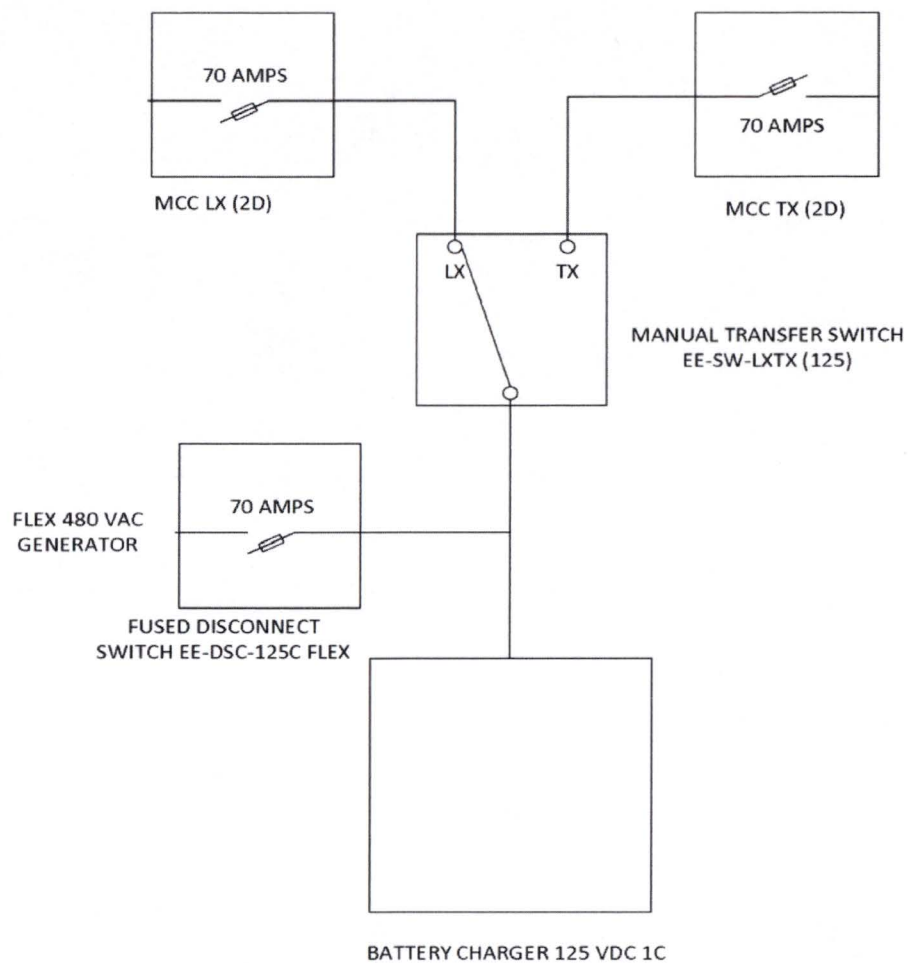 70 AMPS
MCC LX (2D)
70 AMPS
MCC TX (2D)
LX
TX
MANUAL TRANSFER SWITCH
EE-SW-LXTX (125)
FLEX 480 VAC
GENERATOR
70 AMPS
FUSED DISCONNECT
SWITCH EE-DSC-125C FLEX
BATTERY CHARGER 125 VDC 1C